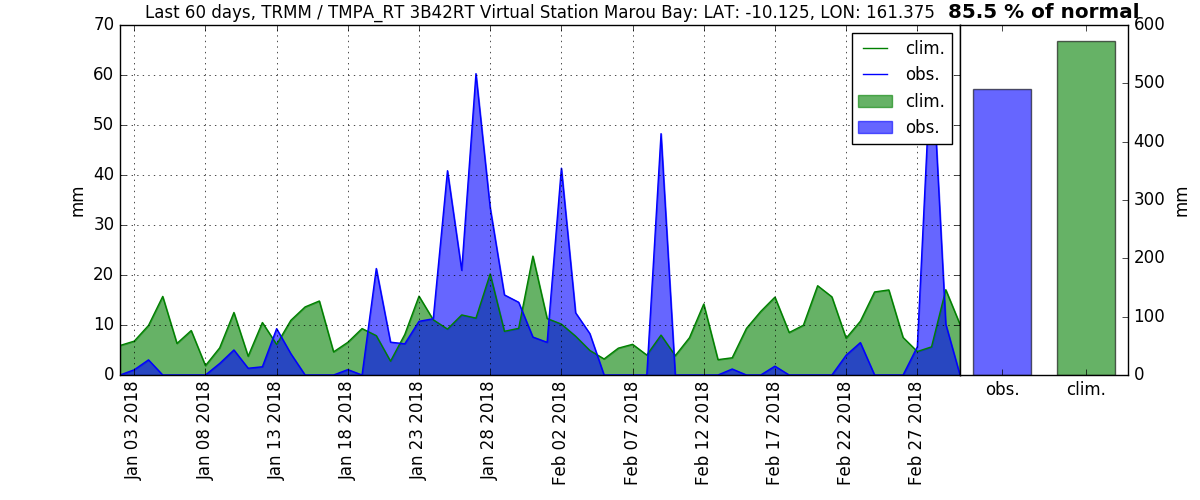 Last 60 days, TRMM / TMPA_RT 3B42RT Virtual Station Marou Bay: LAT: -10.125, LON: 161.375
85.5 % of normal
70
60
50
40
30
20
10
0
mm
clim.
obs.
clim.
obs.
Jan 03 2018
Jan 08 2018
Jan 13 2018
Jan 18 2018
Jan 23 2018
Jan 28 2018
Feb 02 2018
Feb 07 2018
Feb 12 2018
Feb 17 2018
Feb 22 2018
Feb 27 2018
600
500
400
300
200
100
0
mm
obs.
clim.